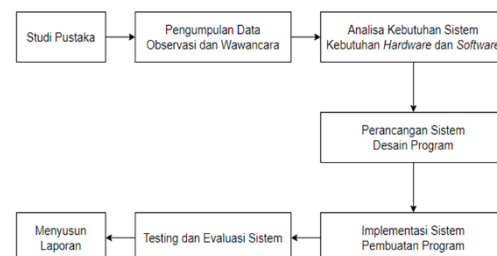 Studi Pustaka
Pengumpulan Data
Observasi dan Wawancara
Analisa Kebutuhan Sistem
Kebutuhan Hardware dan Software
Perancangan Sistem
Desain Program
Implementasi Sistem
Pembuatan Program
Testing dan Evaluasi Sistem
Menyusun
Laporan